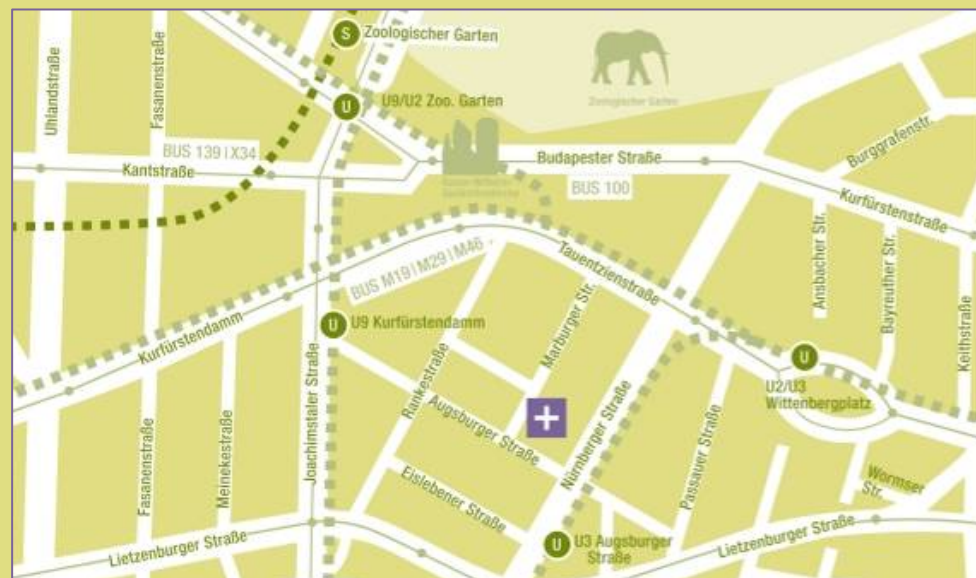 S
Zoologischer Garten
Zoologischer Garten
U
U9/U2 Zoo. Garten
Uhlandstraße
Fasanenstraße
BUS 139 | X34
Kantstraße
Budapester Straße
BUS 100
Burggrafenstr.
Kurfürstenstraße
Ansbacher Str.
Bayreuther Str.
Keithstraße
Tauentzienstraße
BUS M19 | M29 | M46
Kurfürstendamm
U
U9 Kurfürstendamm
Marburger Str.
Rankestraße
Augsburger Straße
Nürnberger Straße
U
U2/U3
Wittenbergplatz
Passauer Straße
Joachimstaler Straße
Meinekestraße
Fasanenstraße
Eislebener Straße
Wormser
Str.
U
U3 Augsburger
Straße
Lietzenburger Straße
Lietzenburger Straße